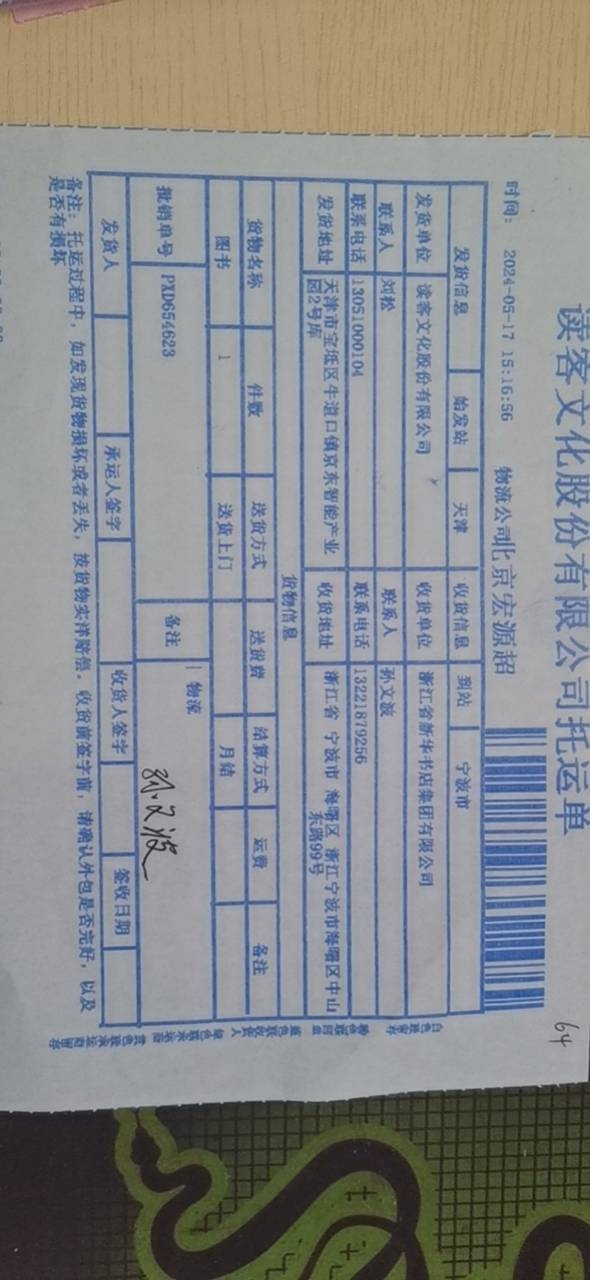 读客文化股份有限公司托运单
64
时间: 2024-05-17 15:16:56 物流公司北京宏源超
发货信息 始发站 天津 收货信息 到站 宁波市
发货单位 读客文化股份有限公司 收货单位 浙江省新华书店集团有限公司
联系人 刘松 联系人 孙文波
联系电话 13051000104 联系电话 13221879256
发货地址 天津市宝坻区牛道口镇京东智能产业园2号库 收货地址 浙江省 宁波市 海曙区 浙江宁波市海曙区中山东路99号
货物信息
货物名称 件数 送货方式 送货费 结算方式 运费 备注
图书 1 送货上门 月结
批销单号 PXD654623 备注 物流
孙文波
发货人 承运人签字 收货人签字 签收日期
备注: 托运过程中, 如发现货物损坏或者丢失, 按货物实洋赔偿。收货前签字前, 请确认外包是否完好, 以及
是否有损坏